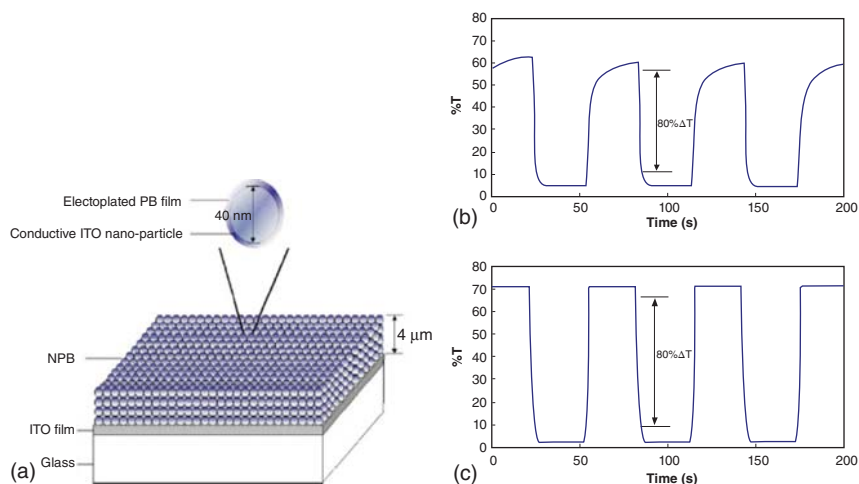 Electoplated PB film
40 nm
Conductive ITO nano-particle
4 μm
NPB
ITO film
Glass
(a)
80
70
60
50
40
30
20
10
0
%T
80%ΔT
0 50 100 150 200
Time (s)
(b)
80
70
60
50
40
30
20
10
0
%T
80%ΔT
0 50 100 150 200
Time (s)
(c)